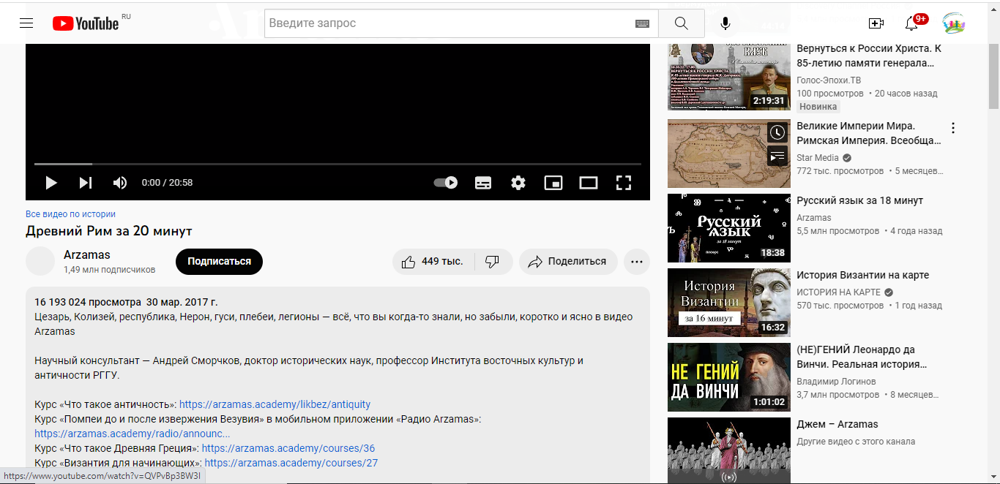 YouTube RU
Введите запрос
9+
0:00 / 20:58
Все видео по истории
Древний Рим за 20 минут
Arzamas
1,49 млн подписчиков
Подписаться
449 тыс.
Поделиться
16 193 024 просмотра 30 мар. 2017 г.
Цезарь, Колизей, республика, Нерон, гуси, плебеи, легионы — всё, что вы когда-то знали, но забыли, коротко и ясно в видео
Arzamas
Научный консультант — Андрей Сморчков, доктор исторических наук, профессор Института восточных культур и
античности РГГУ.
Курс «Что такое античность»: https://arzamas.academy/likbez/antiquity
Курс «Помпеи до и после извержения Везувия» в мобильном приложении «Радио Arzamas»:
https://arzamas.academy/radio/announc...
Курс «Что такое Древняя Греция»: https://arzamas.academy/courses/36
Курс «Византия для начинающих»: https://arzamas.academy/courses/27
https://www.youtube.com/watch?v=QVPvBp3BW3I
16.10.22. 17.00.
ВЕРНУТЬСЯ К РОССИИ ХРИСТА
2:19:31
Вернуться к России Христа. К
85-летию памяти генерала...
Голос-Эпохи.ТВ
100 просмотров • 20 часов назад
Новинка
Великие Империи Мира.
Римская Империя. Всеобща...
Star Media
772 тыс. просмотров • 5 месяцев...
Русский
язык
за 18 минут
18:38
Русский язык за 18 минут
Arzamas
5,5 млн просмотров • 4 года назад
История
Византии
за 16 минут
16:32
История Византии на карте
ИСТОРИЯ НА КАРТЕ
570 тыс. просмотров • 1 год назад
НЕ ГЕНИЙ
ДА ВИНЧИ
1:01:02
(НЕ)ГЕНИЙ Леонардо да
Винчи. Реальная история...
Владимир Логинов
3,7 млн просмотров • 8 месяцев...
Джем – Arzamas
Другие видео с этого канала